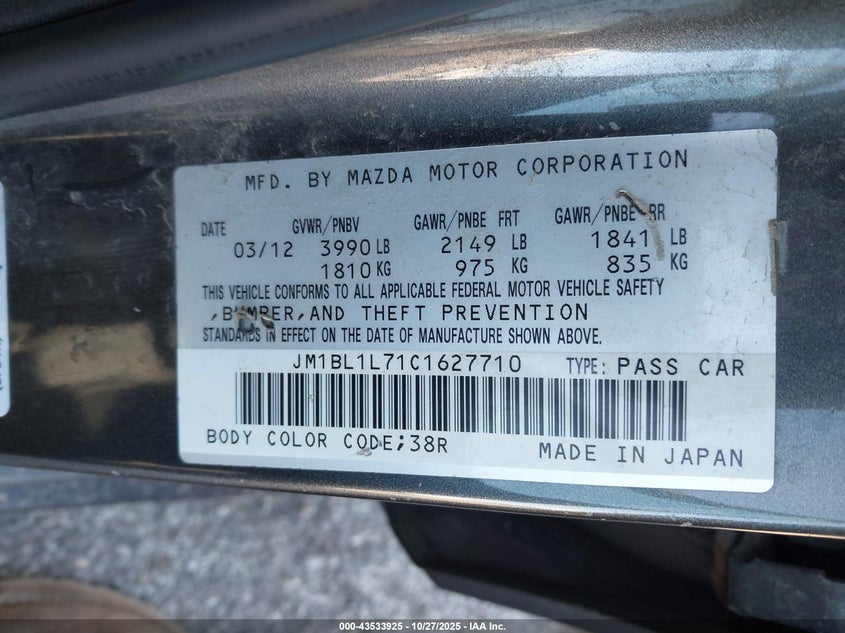 MFD. BY MAZDA MOTOR CORPORATION
DATE GVWR/PNBV GAWR/PNBE FRT GAWR/PNBE RR
03/12 3990 LB 2149 LB 1841 LB
1810 KG 975 KG 835 KG
THIS VEHICLE CONFORMS TO ALL APPLICABLE FEDERAL MOTOR VEHICLE SAFETY
,BUMPER,AND THEFT PREVENTION
STANDARDS IN EFFECT ON THE DATE OF MANUFACTURE SHOWN ABOVE.
JM1BL1L71C1627710 TYPE: PASS CAR
BODY COLOR CODE;38R MADE IN JAPAN
000-43533925 - 10/27/2025 - IAA Inc.